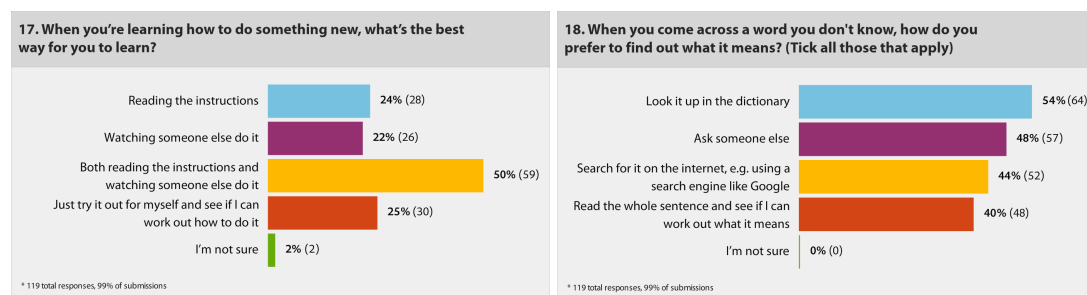 17. When you're learning how to do something new, what's the best
way for you to learn?
Reading the instructions
24% (28)
Watching someone else do it
22% (26)
Both reading the instructions and
watching someone else do it
50% (59)
Just try it out for myself and see if I can
work out how to do it
25% (30)
I'm not sure
2% (2)
* 119 total responses, 99% of submissions
18. When you come across a word you don't know, how do you
prefer to find out what it means? (Tick all those that apply)
Look it up in the dictionary
54% (64)
Ask someone else
48% (57)
Search for it on the internet, e.g. using a
search engine like Google
44% (52)
Read the whole sentence and see if I can
work out what it means
40% (48)
I'm not sure
0% (0)
* 119 total responses, 99% of submissions